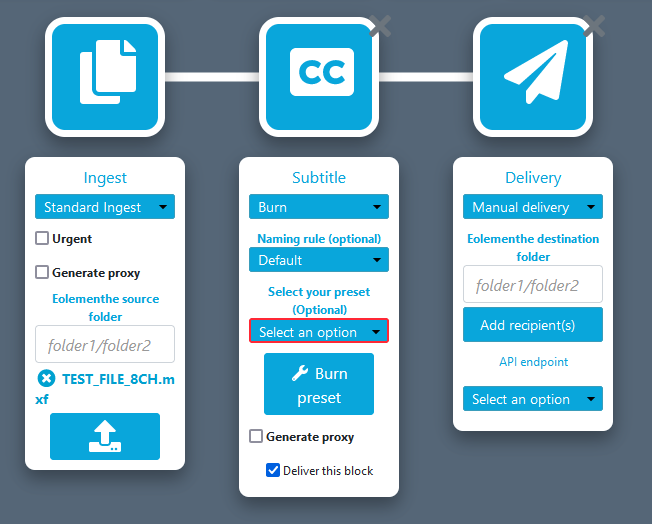 CC
Ingest
Standard Ingest
Urgent
Generate proxy
Eolementhe source
folder
folder1/folder2
TEST_FILE_8CH.m
xf
Subtitle
Burn
Naming rule (optional)
Default
Select your preset
(Optional)
Select an option
Burn
preset
Generate proxy
Deliver this block
Delivery
Manual delivery
Eolementhe destination
folder
folder1/folder2
Add recipient(s)
API endpoint
Select an option